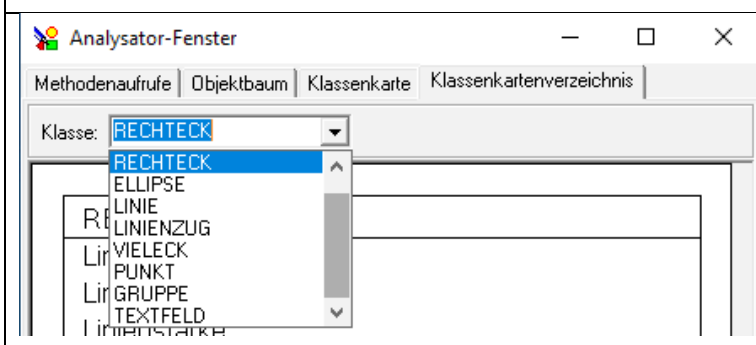 Analysator-Fenster
Methodenaufrufe Objektbaum Klassenkarte Klassenkartenverzeichnis
Klasse: RECHTECK
RECHTECK
ELLIPSE
LINIE
LINIENZUG
VIELECK
PUNKT
GRUPPE
TEXTFELD